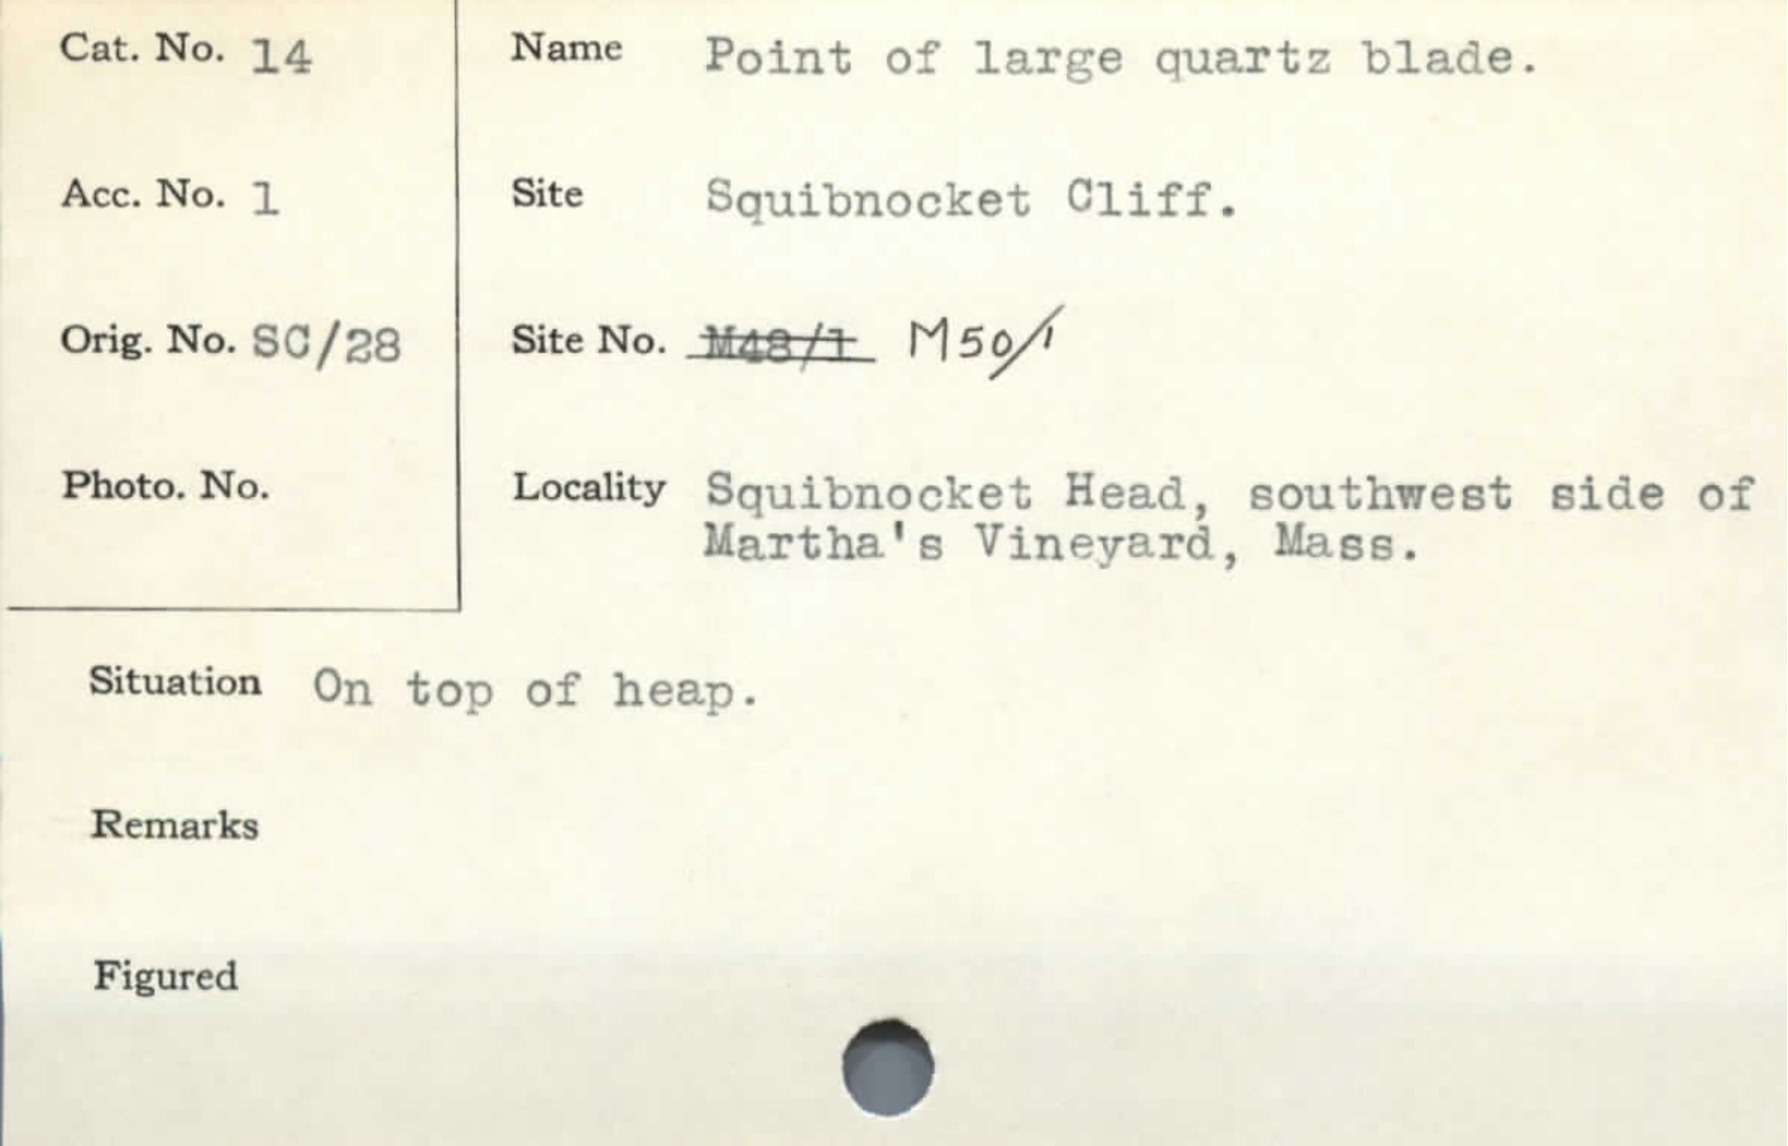 Cat. No. 14
Name Point of large quartz blade.
Acc. No. 1
Site Squibnocket Cliff.
Orig. No. SC/28
Site No. M48/1 M50/1
Photo. No.
Locality Squibnocket Head, southwest side of
Martha's Vineyard, Mass.
Situation On top of heap.
Remarks
Figured